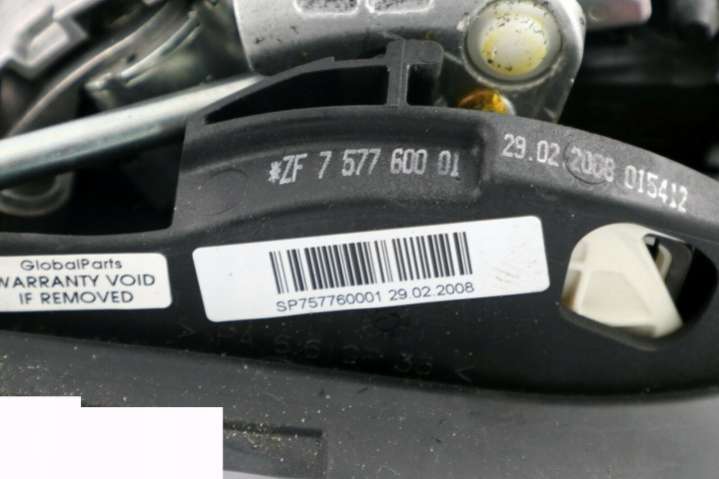 *ZF 7 577 600 01
29.02.2008 015412
GlobalParts
WARRANTY VOID
IF REMOVED
SP757760001 29.02.2008